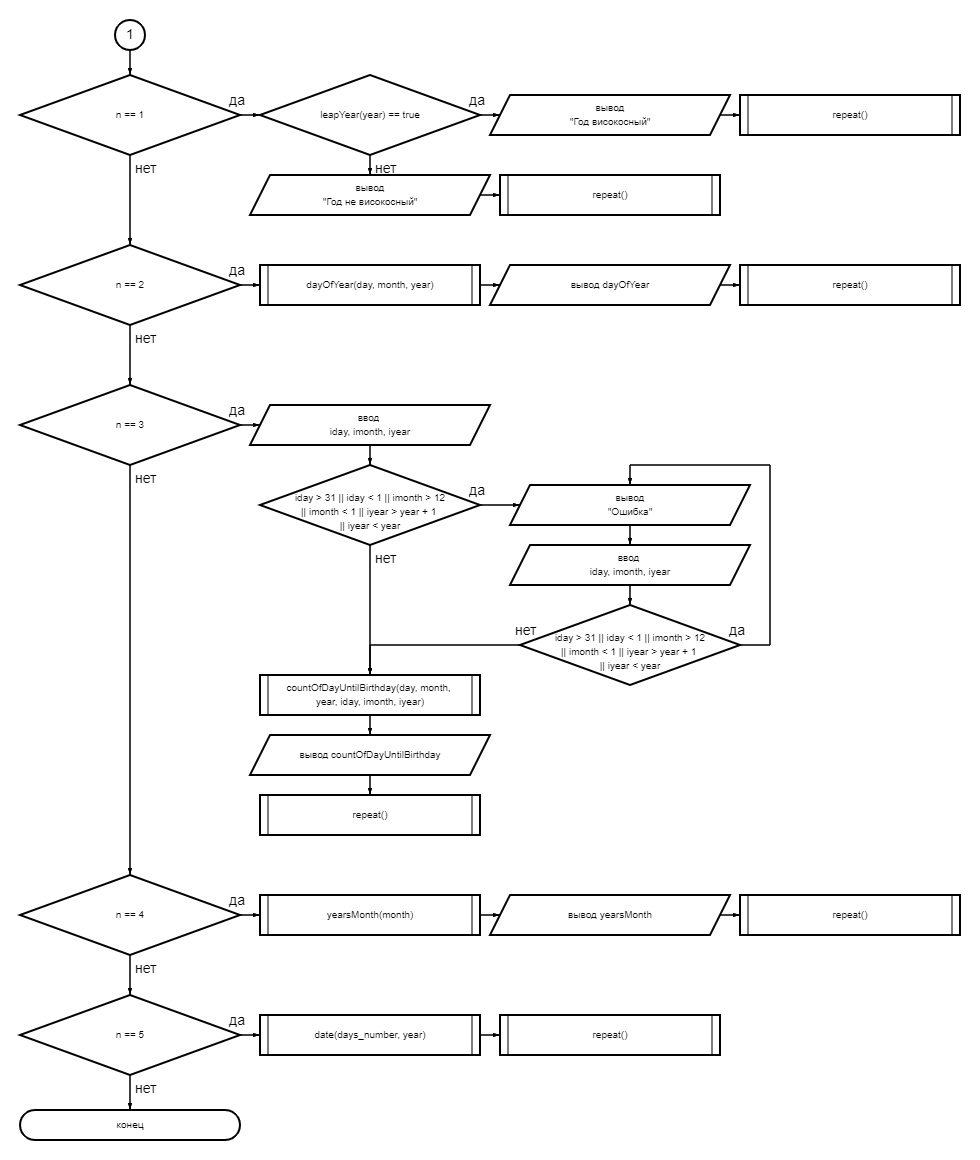 1
n == 1
да
leapYear(year) == true
да
вывод
"Год високосный"
repeat()
нет
нет
вывод
"Год не високосный"
repeat()
n == 2
да
dayOfYear(day, month, year)
вывод dayOfYear
repeat()
нет
n == 3
да
ввод
iday, imonth, iyear
нет
iday > 31 || iday < 1 || imonth > 12
|| imonth < 1 || iyear > year + 1
|| iyear < year
да
вывод
"Ошибка"
нет
ввод
iday, imonth, iyear
нет
iday > 31 || iday < 1 || imonth > 12
|| imonth < 1 || iyear > year + 1
|| iyear < year
да
countOfDayUntilBirthday(day, month,
year, iday, imonth, iyear)
вывод countOfDayUntilBirthday
repeat()
n == 4
да
yearsMonth(month)
вывод yearsMonth
repeat()
нет
n == 5
да
date(days_number, year)
repeat()
нет
конец